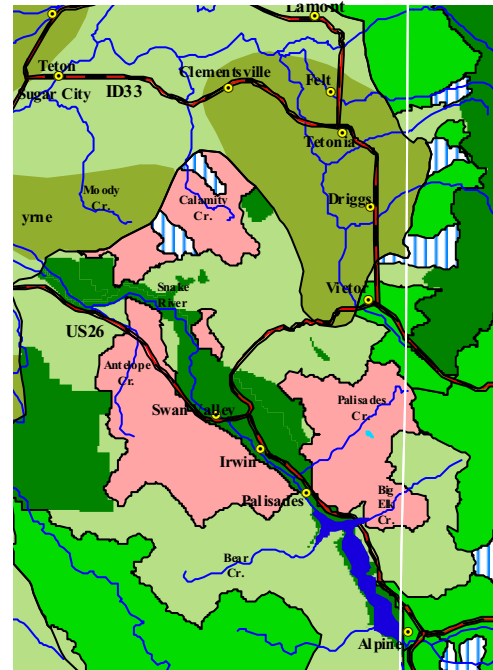 Lamont
Teton
Clementsville
Felt
Sugar City
ID33
Tetonia
Moody
Cr.
Calamity
Cr.
Driggs
yrne
Snake
River
Victor
US26
Antelope
Cr.
Palisades
Cr.
Swan Valley
Irwin
Palisades
Big
Elk
Cr.
Bear
Cr.
Alpine